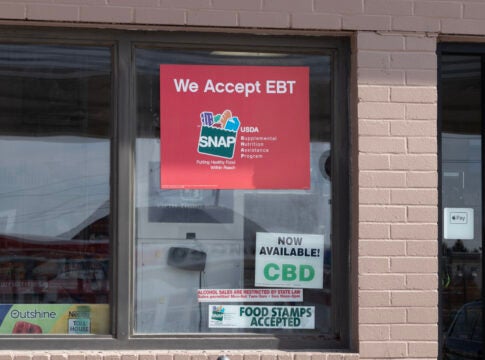 We Accept EBT
USDA
Supplemental
Nutrition
Assistance
Program
SNAP
Putting Healthy Food
Within Reach
Pay
NOW
AVAILABLE!
CBD
ALCOHOL SALES ARE RESTRICTED BY STATE LAW
FOOD STAMPS
ACCEPTED
Outshine